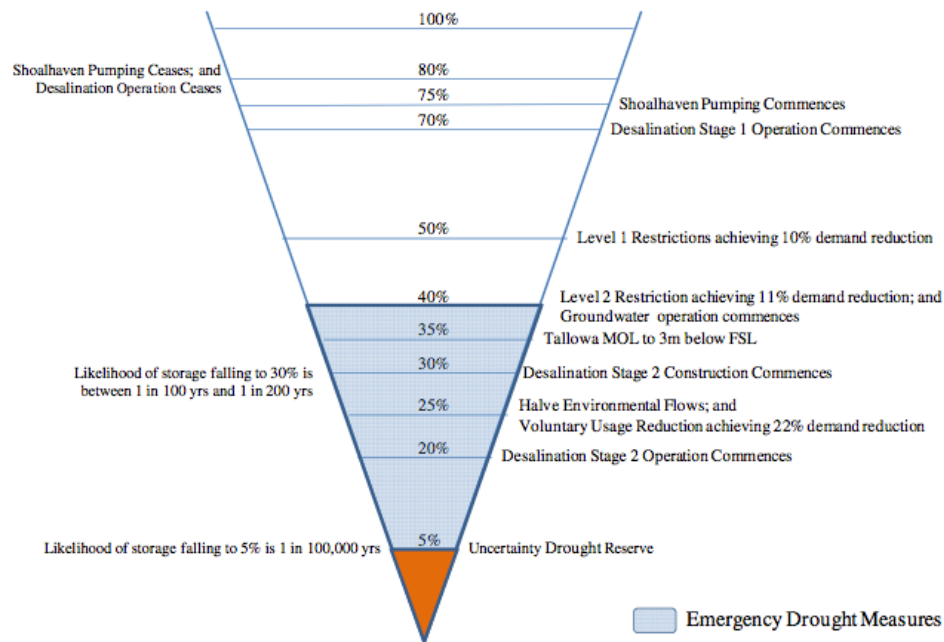 100%
Shoalhaven Pumping Ceases; and
Desalination Operation Ceases
80%
75%
Shoalhaven Pumping Commences
70%
Desalination Stage 1 Operation Commences
50%
Level 1 Restrictions achieving 10% demand reduction
40%
Level 2 Restriction achieving 11% demand reduction; and
Groundwater operation commences
35%
Tallowa MOL to 3m below FSL
Likelihood of storage falling to 30% is
between 1 in 100 yrs and 1 in 200 yrs
30%
Desalination Stage 2 Construction Commences
25%
Halve Environmental Flows; and
Voluntary Usage Reduction achieving 22% demand reduction
20%
Desalination Stage 2 Operation Commences
Likelihood of storage falling to 5% is 1 in 100,000 yrs
5%
Uncertainty Drought Reserve
Emergency Drought Measures